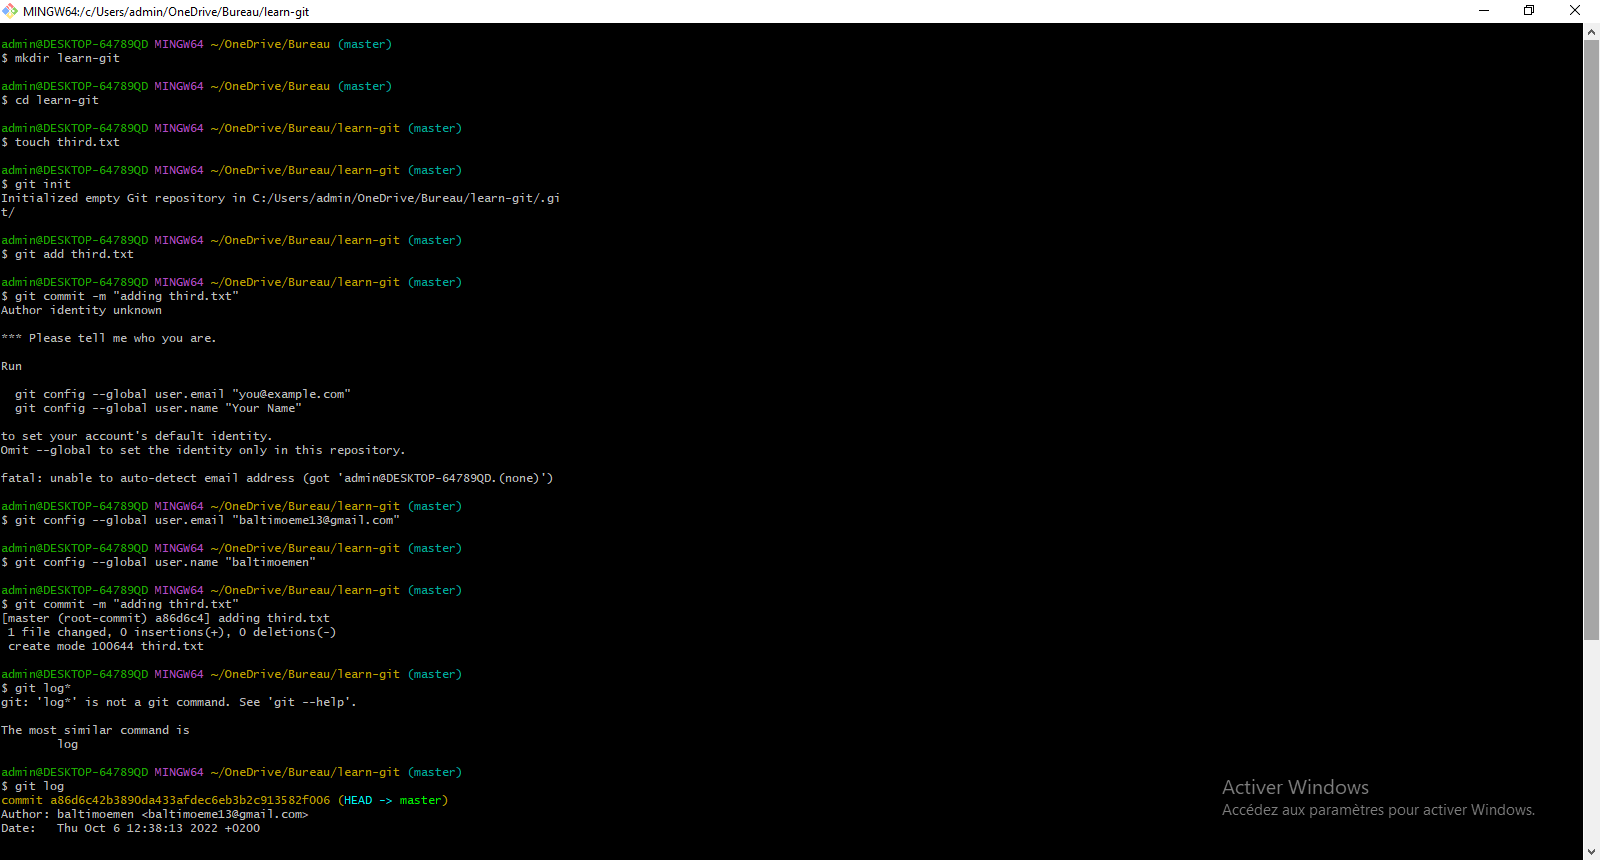 MINGW64:/c/Users/admin/OneDrive/Bureau/learn-git
admin@DESKTOP-64789QD MINGW64 ~/OneDrive/Bureau (master)
$ mkdir learn-git
admin@DESKTOP-64789QD MINGW64 ~/OneDrive/Bureau (master)
$ cd learn-git
admin@DESKTOP-64789QD MINGW64 ~/OneDrive/Bureau/learn-git (master)
$ touch third.txt
admin@DESKTOP-64789QD MINGW64 ~/OneDrive/Bureau/learn-git (master)
$ git init
Initialized empty Git repository in C:/Users/admin/OneDrive/Bureau/learn-git/.gi
t/
admin@DESKTOP-64789QD MINGW64 ~/OneDrive/Bureau/learn-git (master)
$ git add third.txt
admin@DESKTOP-64789QD MINGW64 ~/OneDrive/Bureau/learn-git (master)
$ git commit -m "adding third.txt"
Author identity unknown
*** Please tell me who you are.
Run
  git config --global user.email "you@example.com"
  git config --global user.name "Your Name"
to set your account's default identity.
Omit --global to set the identity only in this repository.
fatal: unable to auto-detect email address (got 'admin@DESKTOP-64789QD.(none)')
admin@DESKTOP-64789QD MINGW64 ~/OneDrive/Bureau/learn-git (master)
$ git config --global user.email "baltimoeme13@gmail.com"
admin@DESKTOP-64789QD MINGW64 ~/OneDrive/Bureau/learn-git (master)
$ git config --global user.name "baltimoemen"
admin@DESKTOP-64789QD MINGW64 ~/OneDrive/Bureau/learn-git (master)
$ git commit -m "adding third.txt"
[master (root-commit) a86d6c4] adding third.txt
 1 file changed, 0 insertions(+), 0 deletions(-)
 create mode 100644 third.txt
admin@DESKTOP-64789QD MINGW64 ~/OneDrive/Bureau/learn-git (master)
$ git log*
git: 'log*' is not a git command. See 'git --help'.
The most similar command is
        log
admin@DESKTOP-64789QD MINGW64 ~/OneDrive/Bureau/learn-git (master)
$ git log
commit a86d6c42b3890da433afdec6eb3b2c913582f006 (HEAD -> master)
Author: baltimoemen <baltimoeme13@gmail.com>
Date:   Thu Oct 6 12:38:13 2022 +0200
Activer Windows
Accédez aux paramètres pour activer Windows.